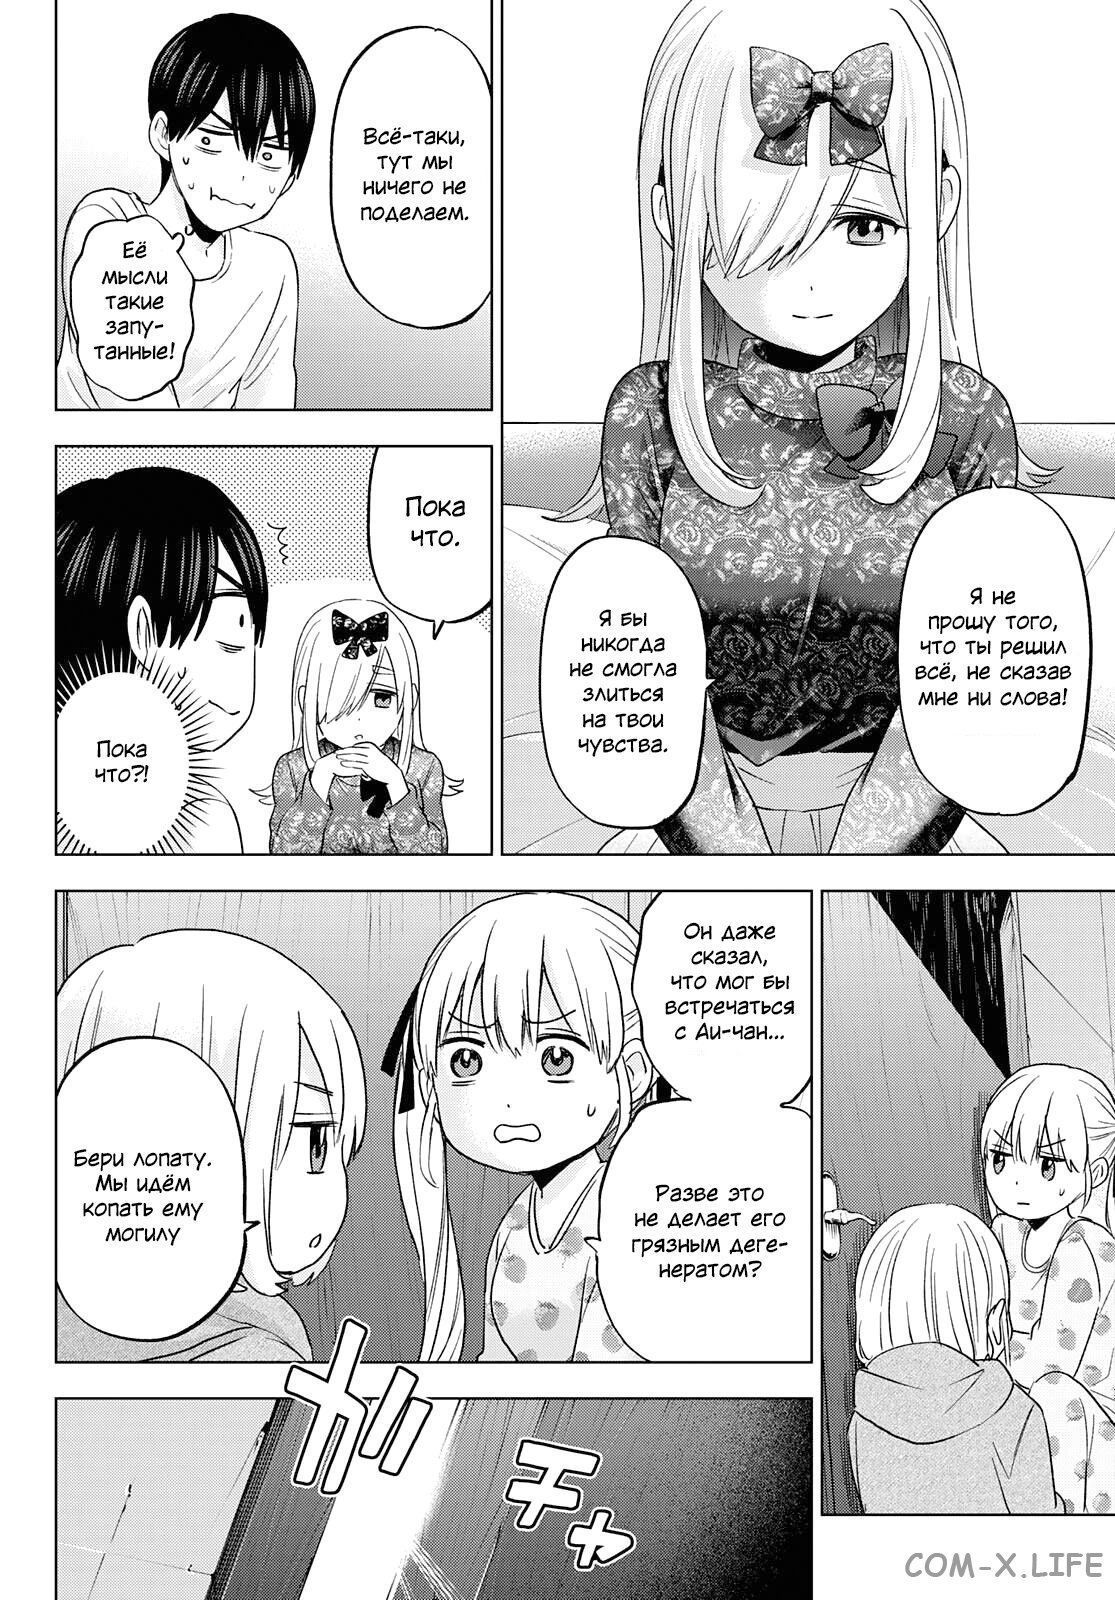 Я не
прошу того,
что ты решил
всё, не сказав
мне ни слова!
Я бы
никогда
не смогла
злиться
на твои
чувства.
Всё-таки,
тут мы
ничего не
поделаем.
Её
мысли
такие
запу-
танные!
Пока
что.
Пока
что?!
Он даже
сказал,
что мог бы
встречаться
с Аи-чан...
Разве это
не делает его
грязным деге-
нератом?
Бери лопату.
Мы идём
копать ему
могилу
ガ
チャ
COM-X.LIFE